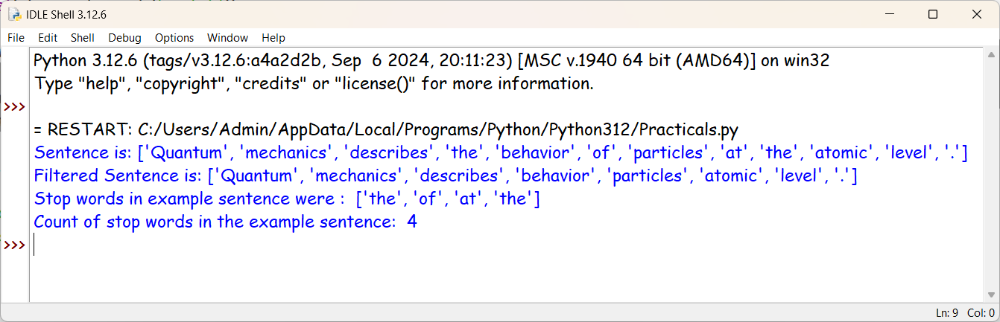 IDLE Shell 3.12.6
File Edit Shell Debug Options Window Help
Python 3.12.6 (tags/v3.12.6:a4a2d2b, Sep  6 2024, 20:11:23) [MSC v.1940 64 bit (AMD64)] on win32
Type "help", "copyright", "credits" or "license()" for more information.
>>>
= RESTART: C:/Users/Admin/AppData/Local/Programs/Python/Python312/Practicals.py
Sentence is: ['Quantum', 'mechanics', 'describes', 'the', 'behavior', 'of', 'particles', 'at', 'the', 'atomic', 'level', '.']
Filtered Sentence is: ['Quantum', 'mechanics', 'describes', 'behavior', 'particles', 'atomic', 'level', '.']
Stop words in example sentence were :  ['the', 'of', 'at', 'the']
Count of stop words in the example sentence:  4
>>>
Ln: 9 Col: 0